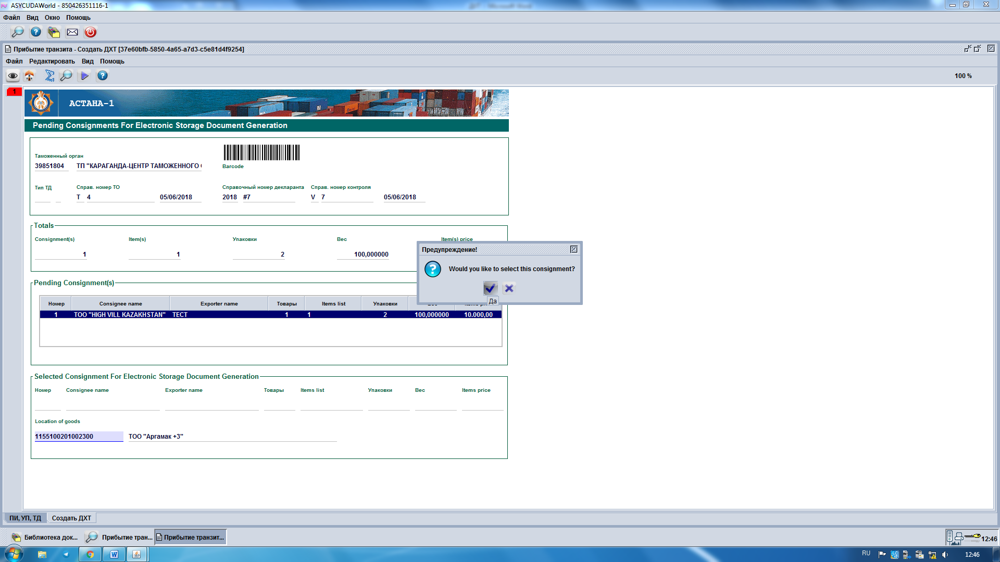 ASYCUDAWorld - 850426351116-1
Файл Вид Окно Помощь
Прибытие транзита - Создать ДХТ [37e60bfb-5850-4a65-a7d3-c5e81d4f9254]
Файл Редактировать Вид Помощь
100 %
1
АСТАНА-1
Pending Consignments For Electronic Storage Document Generation
Таможенный орган
39851804 ТП "КАРАГАНДА-ЦЕНТР ТАМОЖЕННОГО
Barcode
Тип ТД Справ. номер ТО Справочный номер декларанта Справ. номер контроля
T 4 05/06/2018 2018 #7 V 7 05/06/2018
Totals
Consignment(s) Item(s) Упаковки Вес Item(s) price
1 1 2 100,000000
Предупреждение!
Would you like to select this consignment?
Да
Pending Consignment(s)
Номер Consignee name Exporter name Товары Items list Упаковки
1 ТОО "HIGH VILL KAZAKHSTAN" ТЕСТ 1 1 2 100,000000 10.000,00
Selected Consignment For Electronic Storage Document Generation
Номер Consignee name Exporter name Товары Items list Упаковки Вес Items price
Location of goods
1155100201002300 ТОО "Аргамак +3"
ПИ, УП, ТД Создать ДХТ
Библиотека док... Прибытие тран... Прибытие транзит...
12:46
RU 12:46